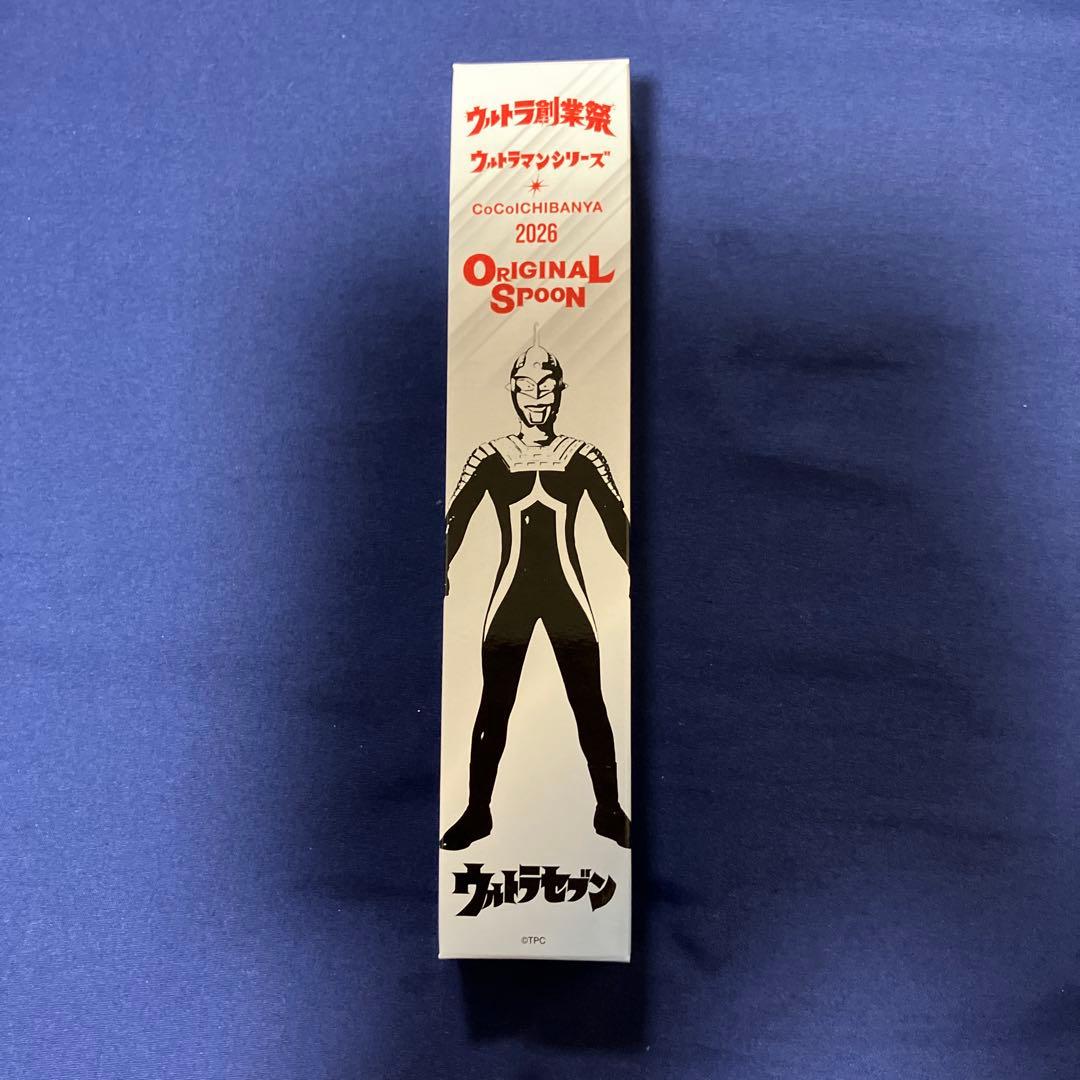 ウルトラ創業祭
ウルトラマンシリーズ
CoCoICHIBANYA
2026
ORIGINAL
SPOON
ウルトラセブン
©TPC